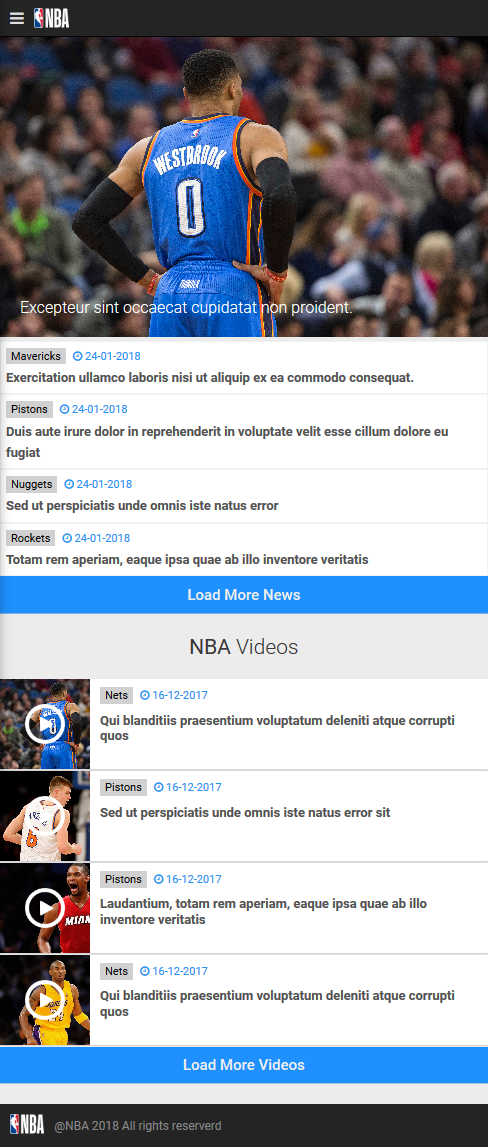 NBA
WESTBROOK
0
THUNDER
Excepteur sint occaecat cupidatat non proident.
Mavericks 24-01-2018
Exercitation ullamco laboris nisi ut aliquip ex ea commodo consequat.
Pistons 24-01-2018
Duis aute irure dolor in reprehenderit in voluptate velit esse cillum dolore eu
fugiat
Nuggets 24-01-2018
Sed ut perspiciatis unde omnis iste natus error
Rockets 24-01-2018
Totam rem aperiam, eaque ipsa quae ab illo inventore veritatis
Load More News
NBA Videos
Nets 16-12-2017
Qui blanditiis praesentium voluptatum deleniti atque corrupti
quos
Pistons 16-12-2017
Sed ut perspiciatis unde omnis iste natus error sit
6
Pistons 16-12-2017
Laudantium, totam rem aperiam, eaque ipsa quae ab illo
inventore veritatis
MIAMI
Nets 16-12-2017
Qui blanditiis praesentium voluptatum deleniti atque corrupti
quos
Load More Videos
NBA @NBA 2018 All rights reserverd